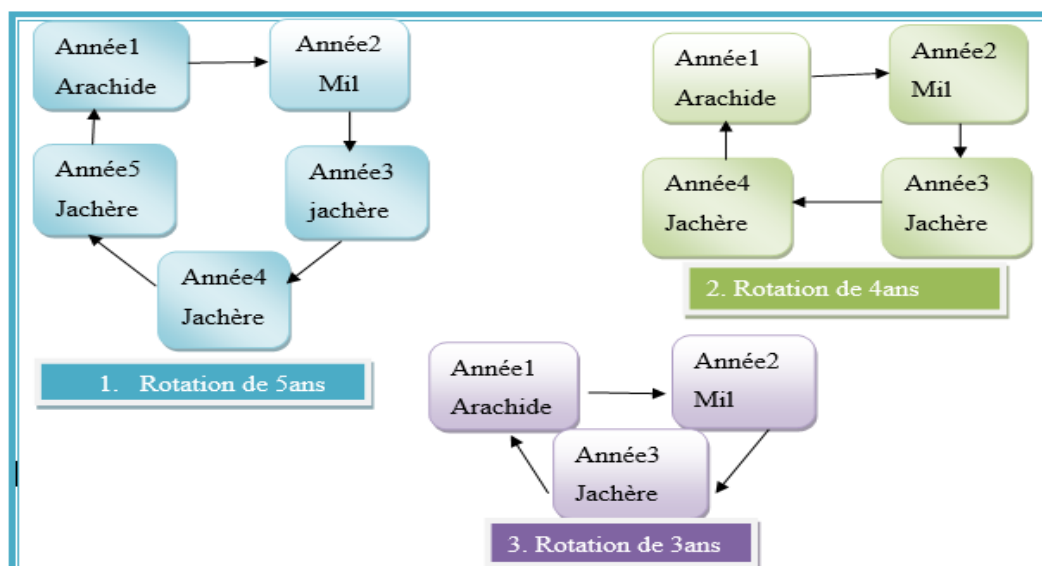 Année1
Arachide
Année2
Mil
Année3
jachère
Année4
Jachère
Année5
Jachère
1. Rotation de 5ans
Année1
Arachide
Année2
Mil
Année3
Jachère
Année4
Jachère
2. Rotation de 4ans
Année1
Arachide
Année2
Mil
Année3
Jachère
3. Rotation de 3ans